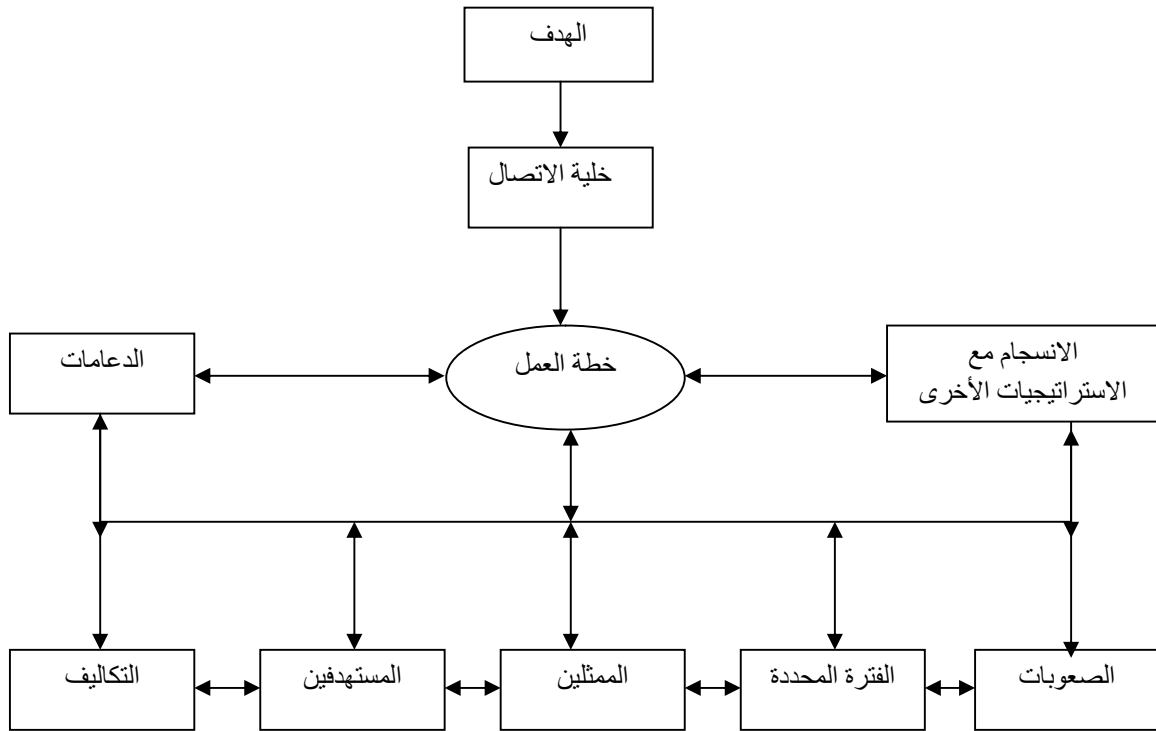 الهدف
خلية الاتصال
خطة العمل
الانسجام مع
الاستراتيجيات الأخرى
الدعامات
الصعوبات
الفترة المحددة
الممثلين
المستهدفين
التكاليف